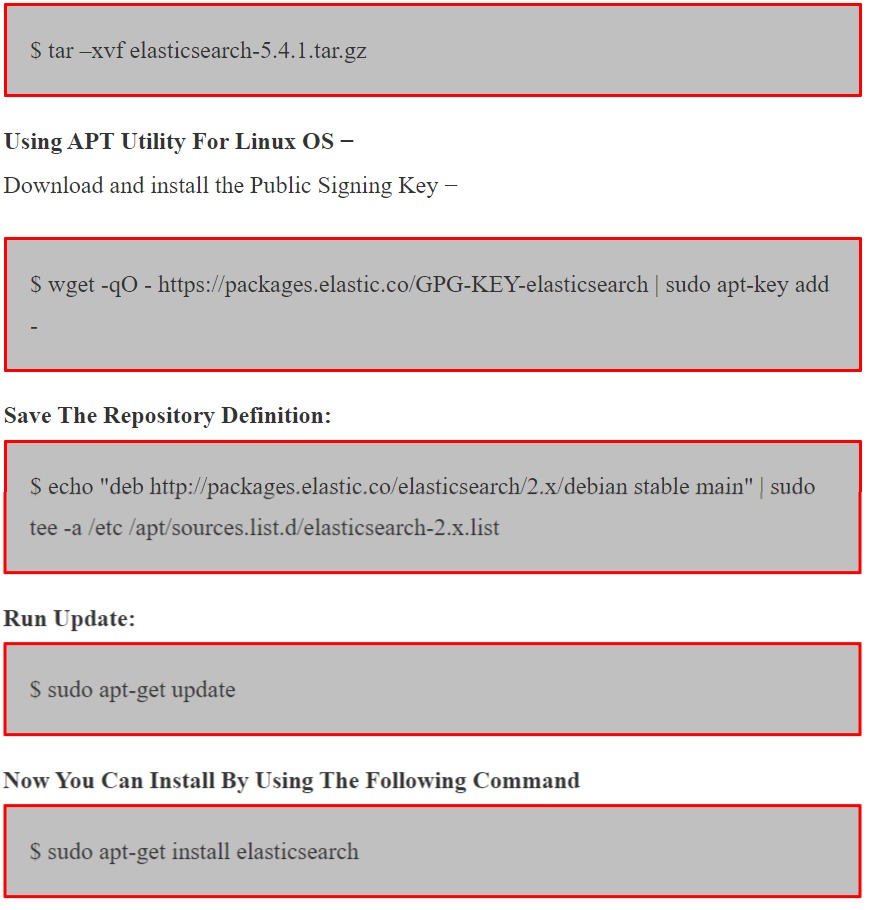 $ tar –xvf elasticsearch-5.4.1.tar.gz
Using APT Utility For Linux OS −
Download and install the Public Signing Key −
$ wget -qO - https://packages.elastic.co/GPG-KEY-elasticsearch | sudo apt-key add
-
Save The Repository Definition:
$ echo "deb http://packages.elastic.co/elasticsearch/2.x/debian stable main" | sudo
tee -a /etc /apt/sources.list.d/elasticsearch-2.x.list
Run Update:
$ sudo apt-get update
Now You Can Install By Using The Following Command
$ sudo apt-get install elasticsearch